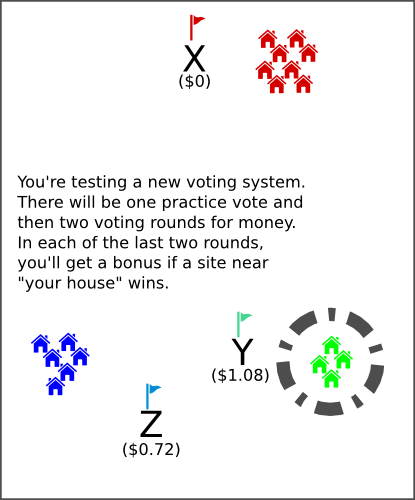 X
($0)
You're testing a new voting system.
There will be one practice vote and
then two voting rounds for money.
In each of the last two rounds,
you'll get a bonus if a site near
"your house" wins.
Y
($1.08)
Z
($0.72)